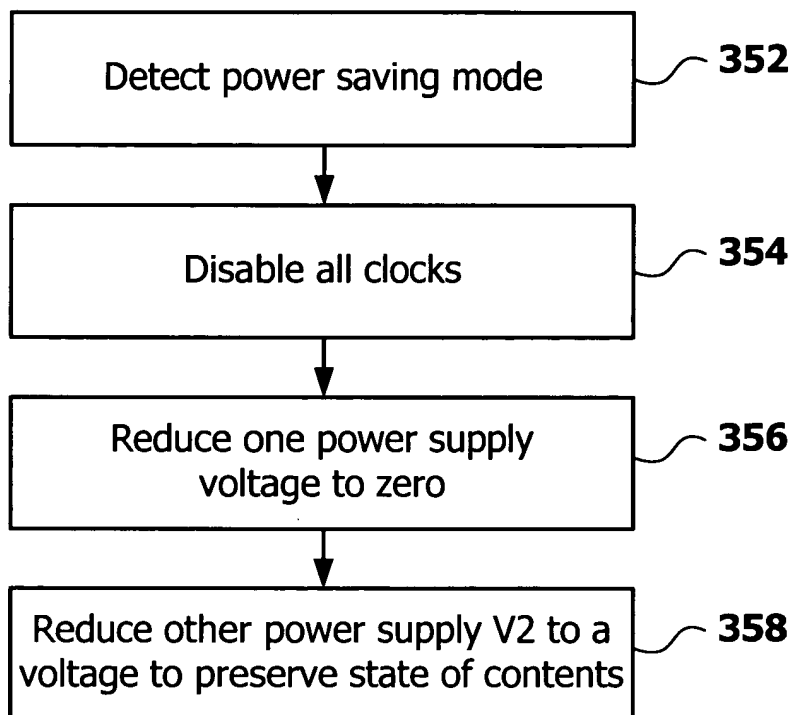 Detect power saving mode
352
Disable all clocks
354
Reduce one power supply
voltage to zero
356
Reduce other power supply V2 to a
voltage to preserve state of contents
358